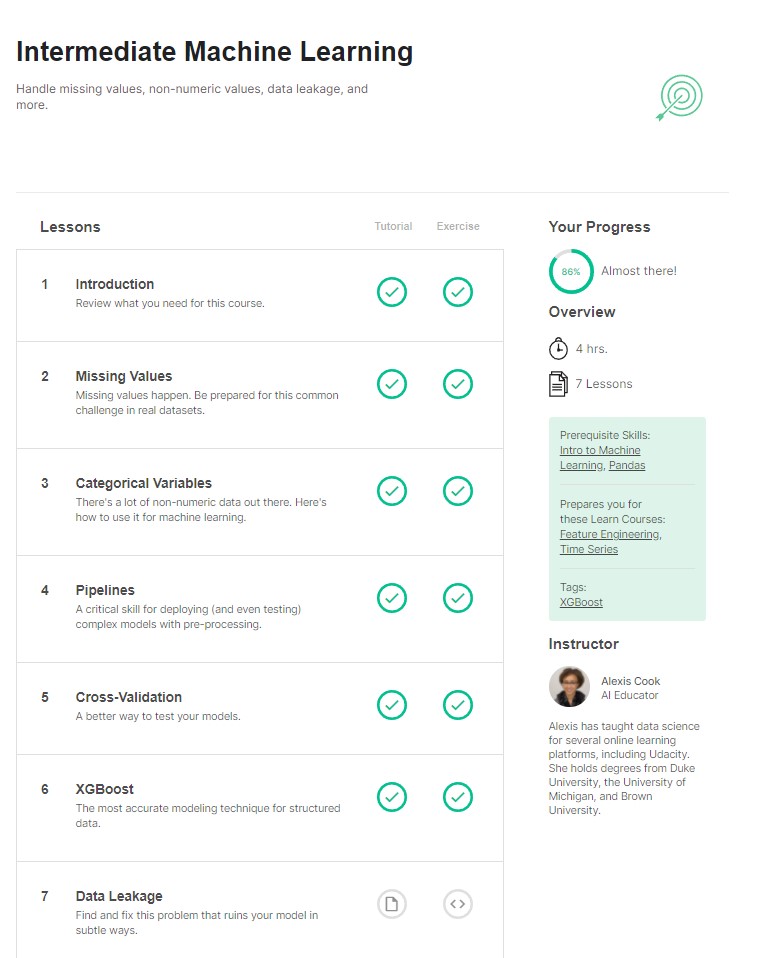 Intermediate Machine Learning
Handle missing values, non-numeric values, data leakage, and
more.
Lessons
Tutorial
Exercise
1
Introduction
Review what you need for this course.
2
Missing Values
Missing values happen. Be prepared for this common
challenge in real datasets.
3
Categorical Variables
There's a lot of non-numeric data out there. Here's
how to use it for machine learning.
4
Pipelines
A critical skill for deploying (and even testing)
complex models with pre-processing.
5
Cross-Validation
A better way to test your models.
6
XGBoost
The most accurate modeling technique for structured
data.
7
Data Leakage
Find and fix this problem that ruins your model in
subtle ways.
Your Progress
86%
Almost there!
Overview
4 hrs.
7 Lessons
Prerequisite Skills:
Intro to Machine
Learning, Pandas
Prepares you for
these Learn Courses:
Feature Engineering,
Time Series
Tags:
XGBoost
Instructor
Alexis Cook
AI Educator
Alexis has taught data science
for several online learning
platforms, including Udacity.
She holds degrees from Duke
University, the University of
Michigan, and Brown
University.